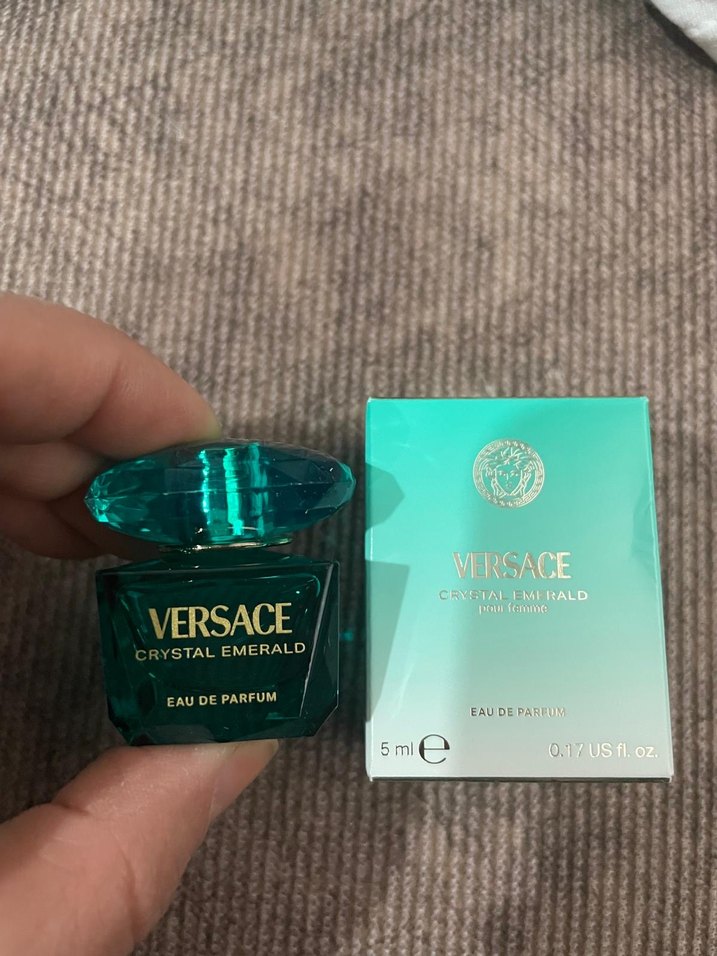 VERSACE
CRYSTAL EMERALD
EAU DE PARFUM
VERSACE
CRYSTAL EMERALD
pour femme
EAU DE PARFUM
5 ml ℮ 0.17 US fl. oz.